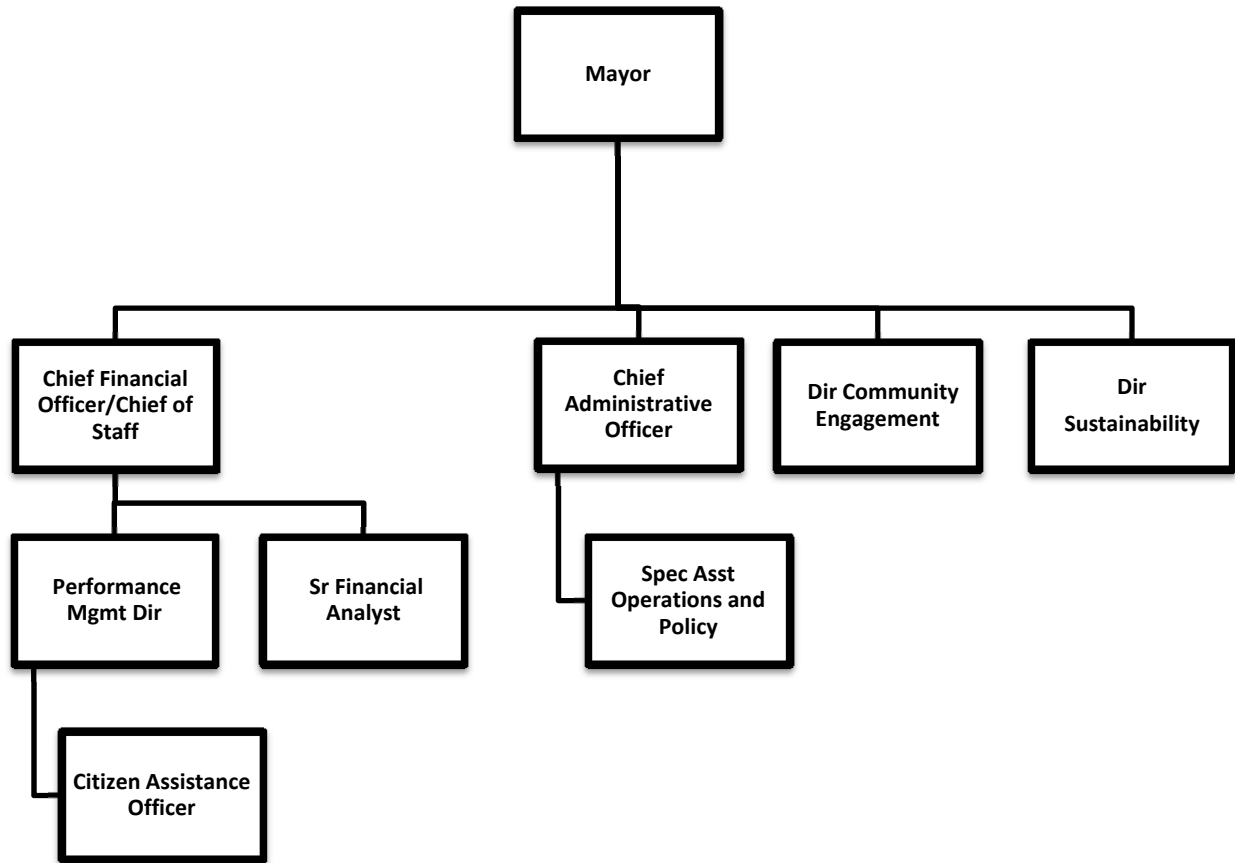 Mayor
Chief Financial
Officer/Chief of
Staff
Chief
Administrative
Officer
Dir Community
Engagement
Dir
Sustainability
Performance
Mgmt Dir
Sr Financial
Analyst
Spec Asst
Operations and
Policy
Citizen Assistance
Officer